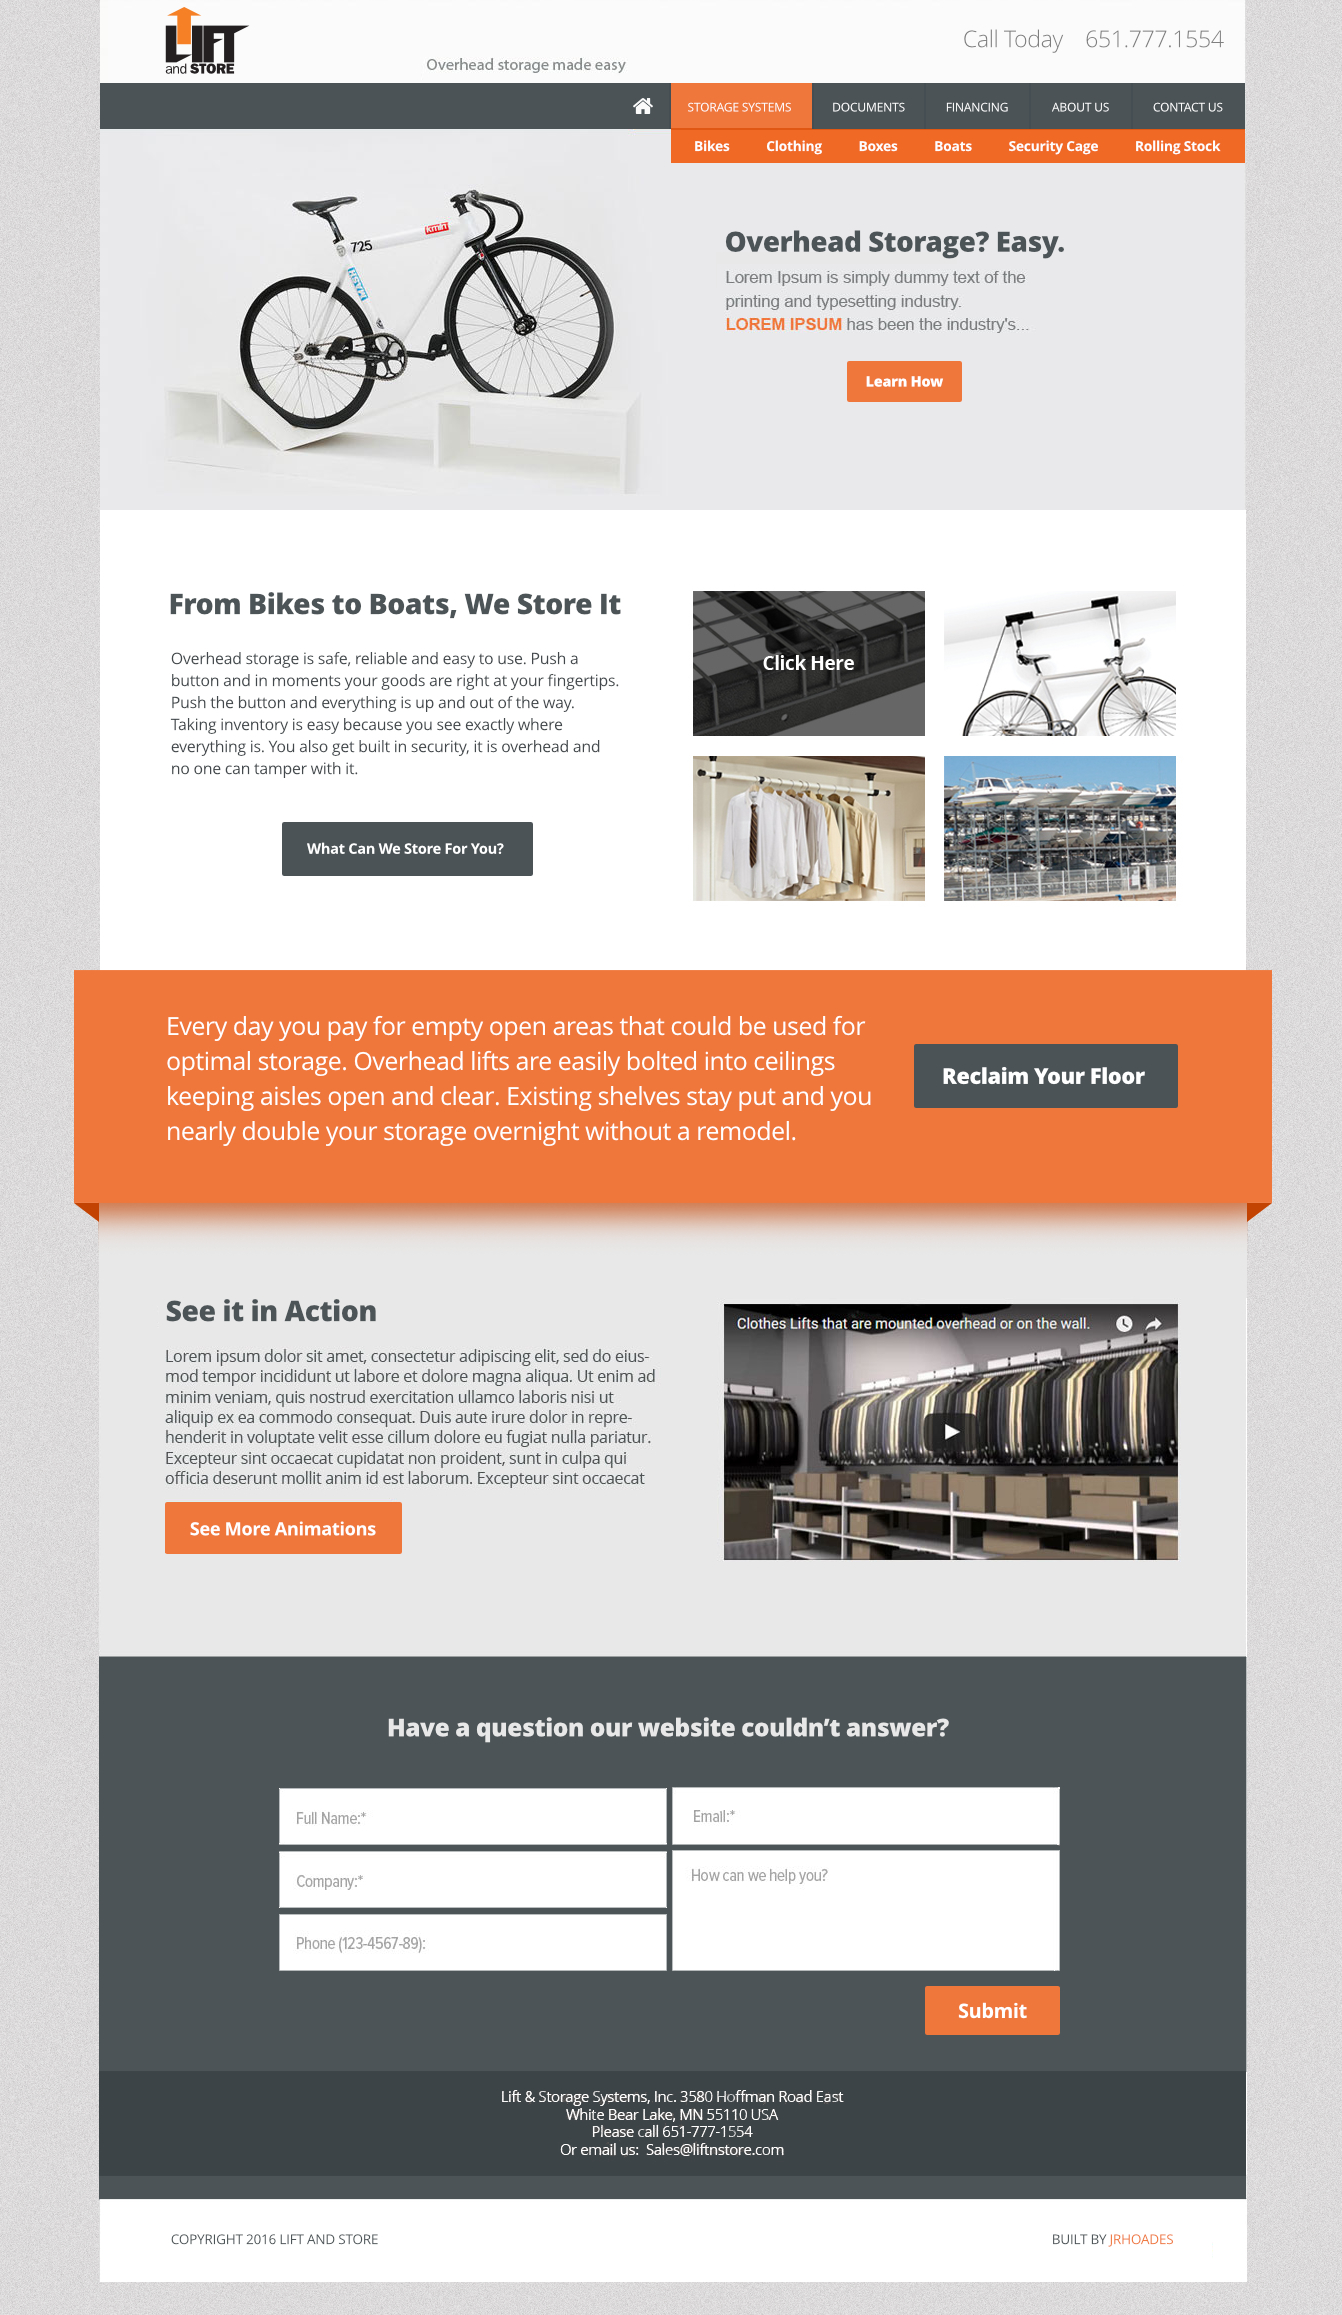 LIFT
and STORE
Overhead storage made easy
Call Today 651.777.1554
STORAGE SYSTEMS DOCUMENTS FINANCING ABOUT US CONTACT US
Bikes Clothing Boxes Boats Security Cage Rolling Stock
725
Overhead Storage? Easy.
Lorem Ipsum is simply dummy text of the
printing and typesetting industry.
LOREM IPSUM has been the industry's...
Learn How
From Bikes to Boats, We Store It
Overhead storage is safe, reliable and easy to use. Push a
button and in moments your goods are right at your fingertips.
Push the button and everything is up and out of the way.
Taking inventory is easy because you see exactly where
everything is. You also get built in security, it is overhead and
no one can tamper with it.
What Can We Store For You?
Click Here
Every day you pay for empty open areas that could be used for
optimal storage. Overhead lifts are easily bolted into ceilings
keeping aisles open and clear. Existing shelves stay put and you
nearly double your storage overnight without a remodel.
Reclaim Your Floor
See it in Action
Lorem ipsum dolor sit amet, consectetur adipiscing elit, sed do eius-
mod tempor incididunt ut labore et dolore magna aliqua. Ut enim ad
minim veniam, quis nostrud exercitation ullamco laboris nisi ut
aliquip ex ea commodo consequat. Duis aute irure dolor in repre-
henderit in voluptate velit esse cillum dolore eu fugiat nulla pariatur.
Excepteur sint occaecat cupidatat non proident, sunt in culpa qui
officia deserunt mollit anim id est laborum. Excepteur sint occaecat
See More Animations
Clothes Lifts that are mounted overhead or on the wall.
Have a question our website couldn't answer?
Full Name:*
Email:*
Company:*
How can we help you?
Phone (123-4567-89):
Submit
Lift & Storage Systems, Inc. 3580 Hoffman Road East
White Bear Lake, MN 55110 USA
Please call 651-777-1554
Or email us: Sales@liftnstore.com
COPYRIGHT 2016 LIFT AND STORE
BUILT BY JRHOADES